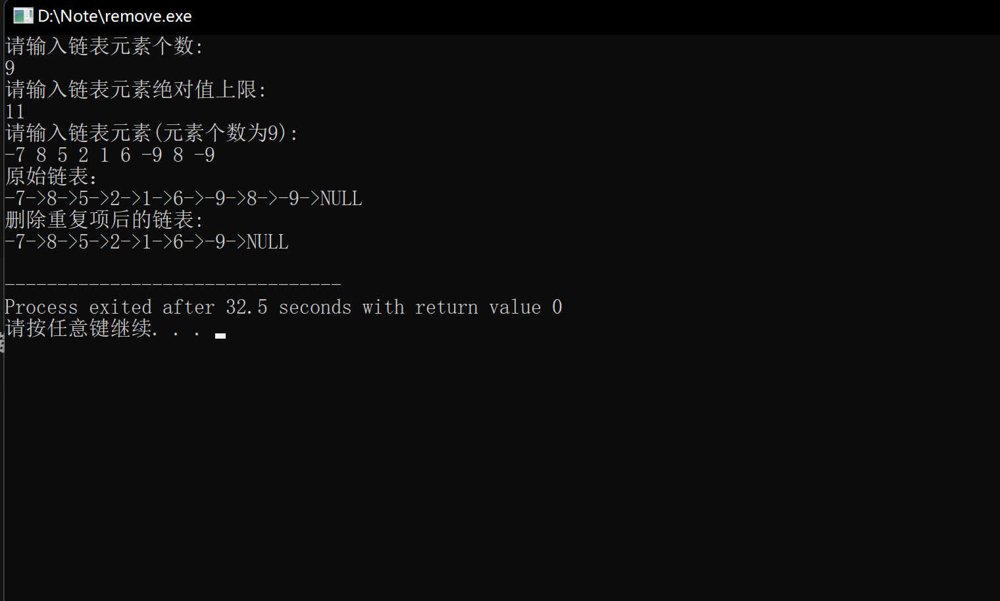 D:\Note\remove.exe
请输入链表元素个数:
9
请输入链表元素绝对值上限:
11
请输入链表元素(元素个数为9):
-7 8 5 2 1 6 -9 8 -9
原始链表：
-7->8->5->2->1->6->-9->8->-9->NULL
删除重复项后的链表:
-7->8->5->2->1->6->-9->NULL
--------------------------------
Process exited after 32.5 seconds with return value 0
请按任意键继续. . .